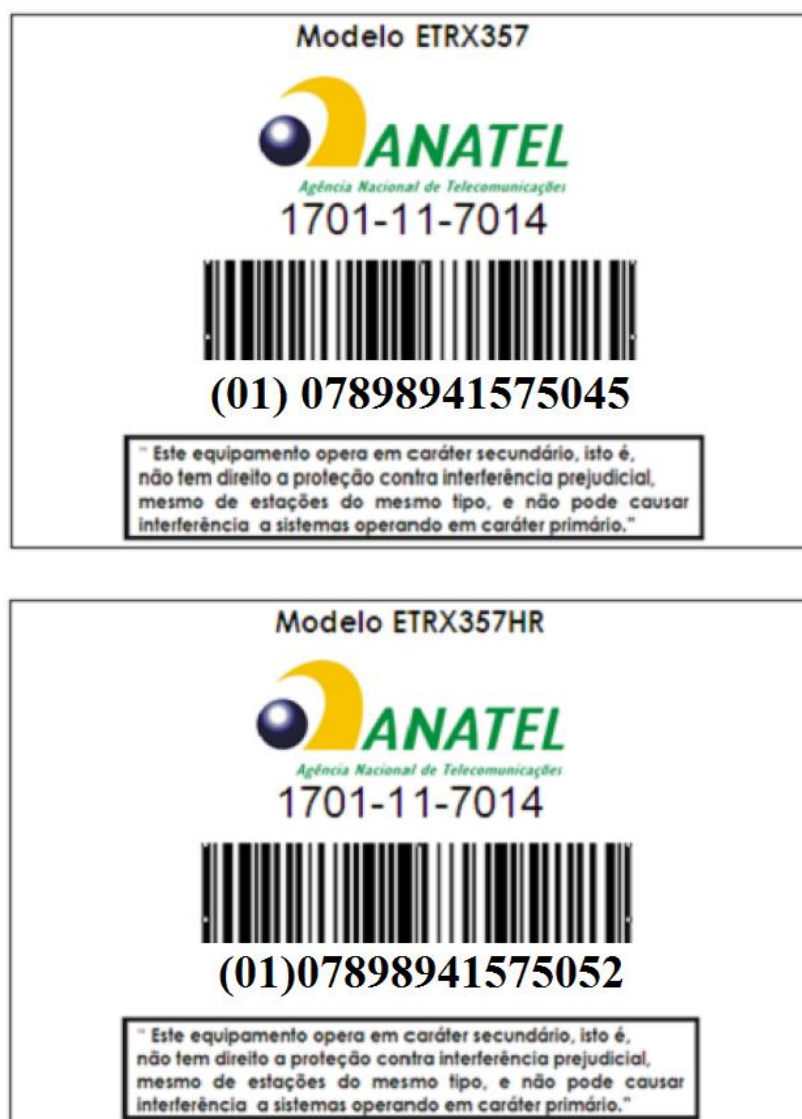 Modelo ETRX357
ANATEL
Agência Nacional de Telecomunicações
1701-11-7014
(01) 07898941575045
" Este equipamento opera em caráter secundário, isto é,
não tem direito a proteção contra interferência prejudicial,
mesmo de estações do mesmo tipo, e não pode causar
interferência a sistemas operando em caráter primário."
Modelo ETRX357HR
ANATEL
Agência Nacional de Telecomunicações
1701-11-7014
(01)07898941575052
" Este equipamento opera em caráter secundário, isto é,
não tem direito a proteção contra interferência prejudicial,
mesmo de estações do mesmo tipo, e não pode causar
interferência a sistemas operando em caráter primário."